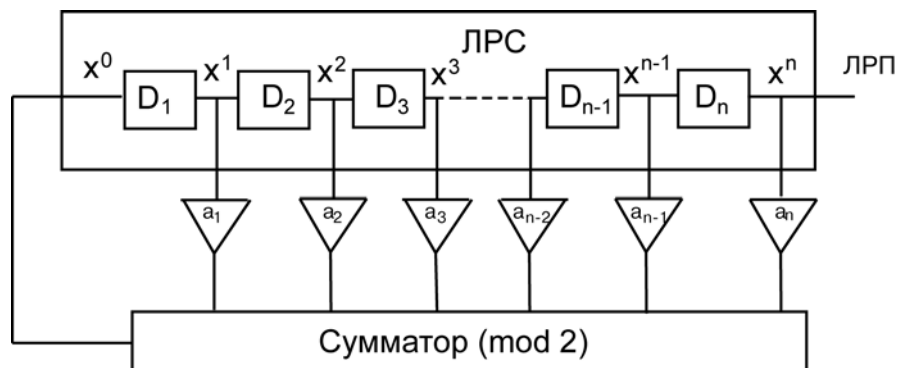 ЛРС
x⁰ x¹ x² x³ xⁿ⁻¹ xⁿ ЛРП
D₁ D₂ D₃ Dₙ₋₁ Dₙ
a₁ a₂ a₃ aₙ₋₂ aₙ₋₁ aₙ
Сумматор (mod 2)